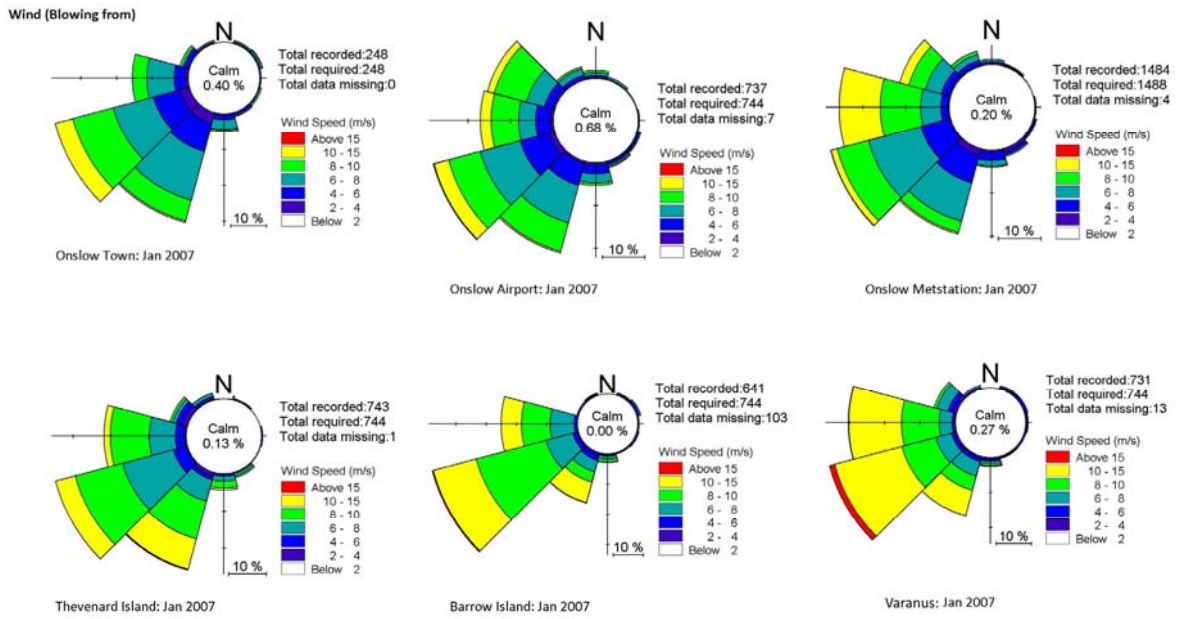 Wind (Blowing from)
N
Calm
0.40 %
Total recorded:248
Total required:248
Total data missing:0
Wind Speed (m/s)
Above 15
10 - 15
8 - 10
6 - 8
4 - 6
2 - 4
Below 2
10 %
Onslow Town: Jan 2007
N
Calm
0.68 %
Total recorded:737
Total required:744
Total data missing:7
Wind Speed (m/s)
Above 15
10 - 15
8 - 10
6 - 8
4 - 6
2 - 4
Below 2
10 %
Onslow Airport: Jan 2007
N
Calm
0.20 %
Total recorded:1484
Total required:1488
Total data missing:4
Wind Speed (m/s)
Above 15
10 - 15
8 - 10
6 - 8
4 - 6
2 - 4
Below 2
10 %
Onslow Metstation: Jan 2007
N
Calm
0.13 %
Total recorded:743
Total required:744
Total data missing:1
Wind Speed (m/s)
Above 15
10 - 15
8 - 10
6 - 8
4 - 6
2 - 4
Below 2
10 %
Thevenard Island: Jan 2007
N
Calm
0.00 %
Total recorded:641
Total required:744
Total data missing:103
Wind Speed (m/s)
Above 15
10 - 15
8 - 10
6 - 8
4 - 6
2 - 4
Below 2
10 %
Barrow Island: Jan 2007
N
Calm
0.27 %
Total recorded:731
Total required:744
Total data missing:13
Wind Speed (m/s)
Above 15
10 - 15
8 - 10
6 - 8
4 - 6
2 - 4
Below 2
10 %
Varanus: Jan 2007